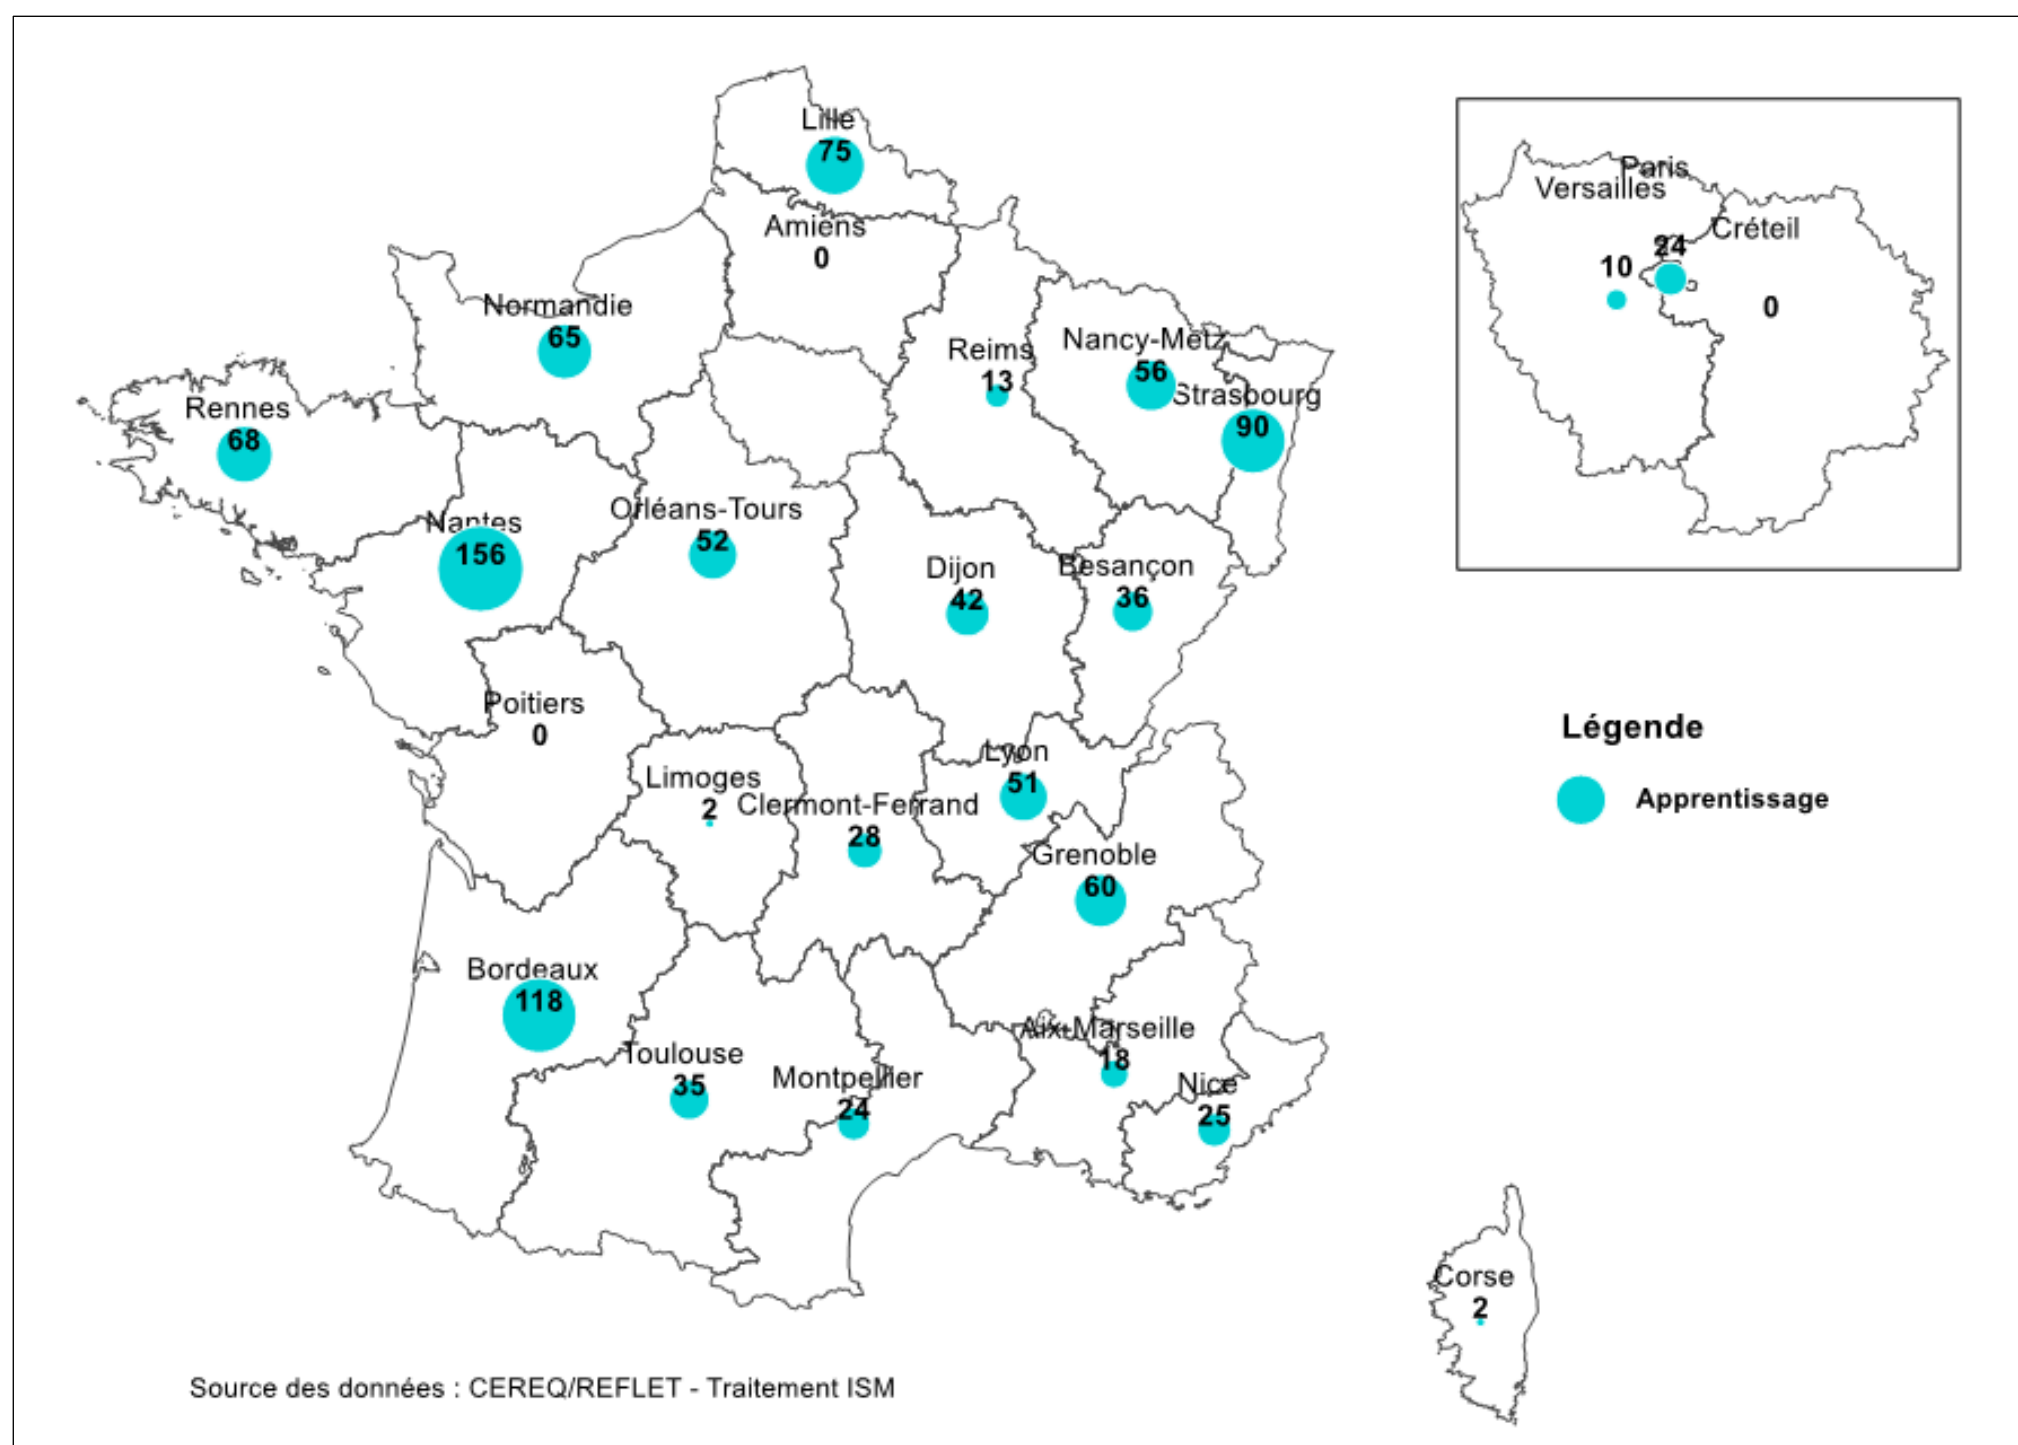 Lille
75
Amiens
0
Normandie
65
Reims
13
Nancy-Metz
56
Strasbourg
90
Rennes
68
Nantes
156
Orléans-Tours
52
Dijon
42
Besançon
36
Poitiers
0
Limoges
2
Clermont-Ferrand
28
Lyon
51
Grenoble
60
Bordeaux
118
Toulouse
35
Montpellier
24
Aix-Marseille
18
Nice
25
Corse
2
Paris
24
Versailles
10
Créteil
0
Légende
Apprentissage
Source des données : CEREQ/REFLET - Traitement ISM